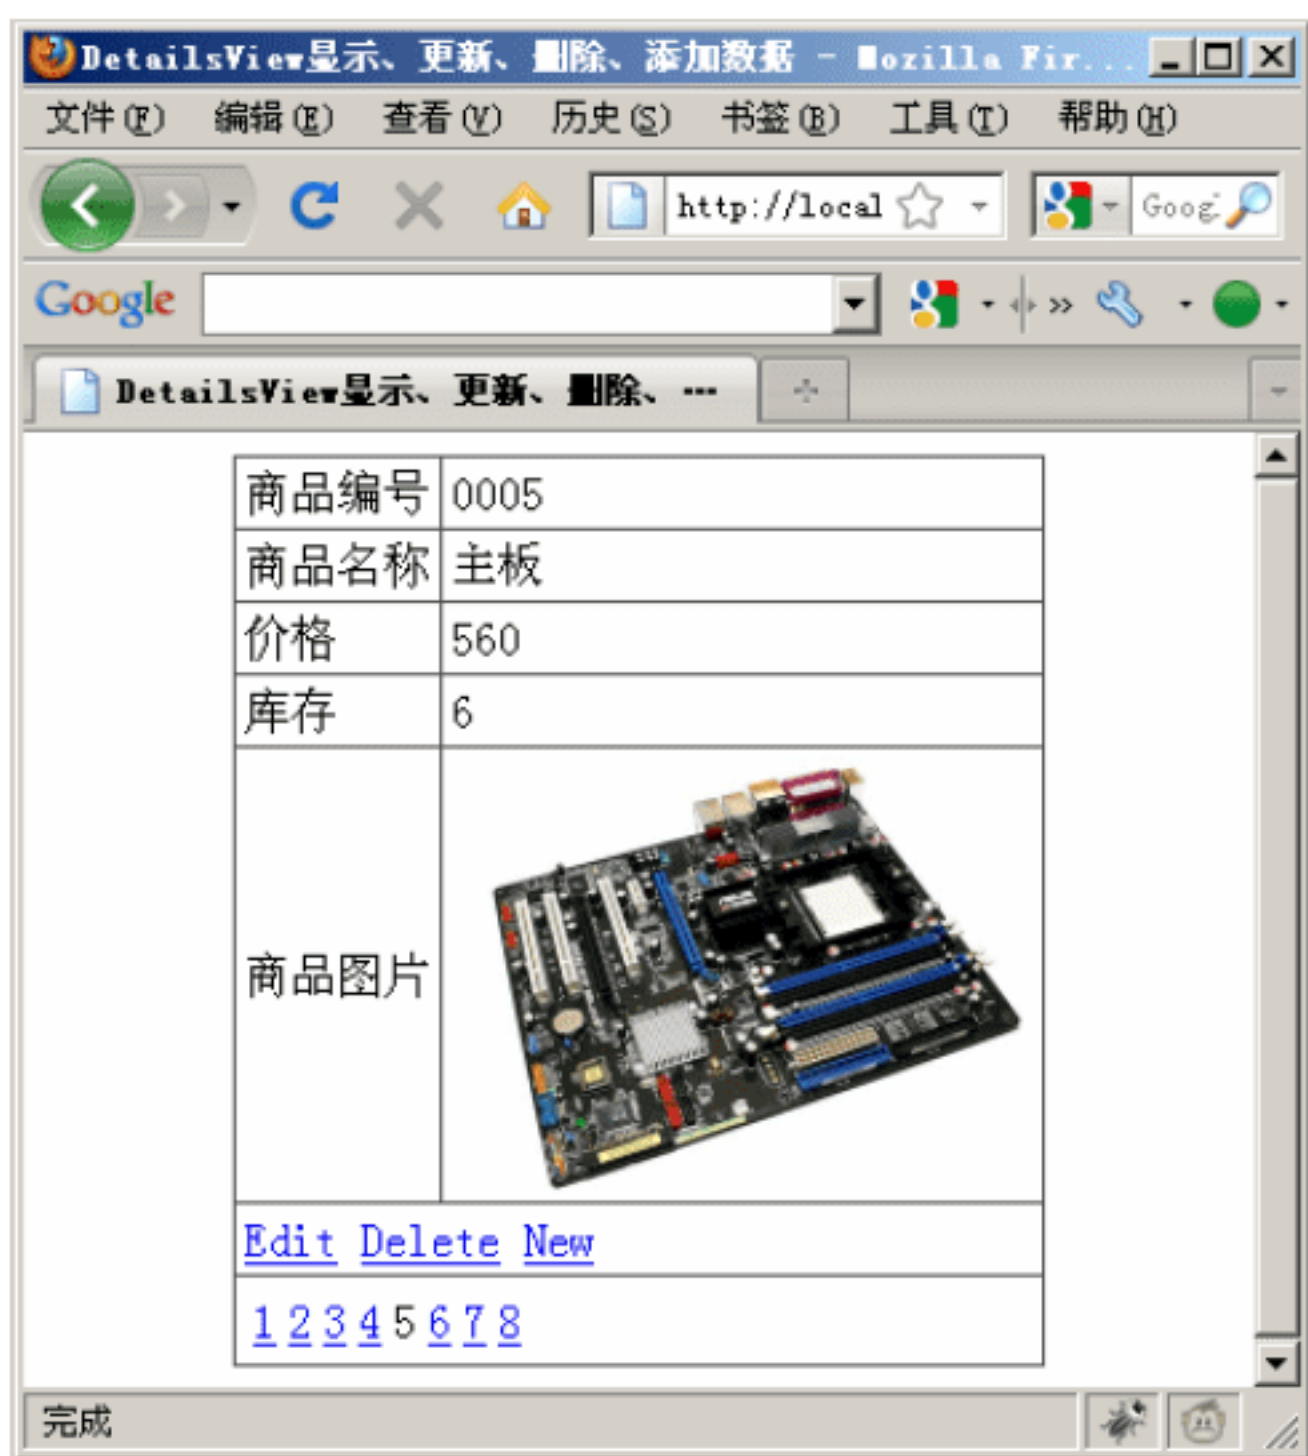 DetailsView显示、更新、删除、添加数据 - Mozilla Fir...
文件(F) 编辑(E) 查看(V) 历史(S) 书签(B) 工具(T) 帮助(H)
http://local Goog
Google
DetailsView显示、更新、删除、…
商品编号 0005
商品名称 主板
价格 560
库存 6
商品图片
Edit Delete New
1 2 3 4 5 6 7 8
完成